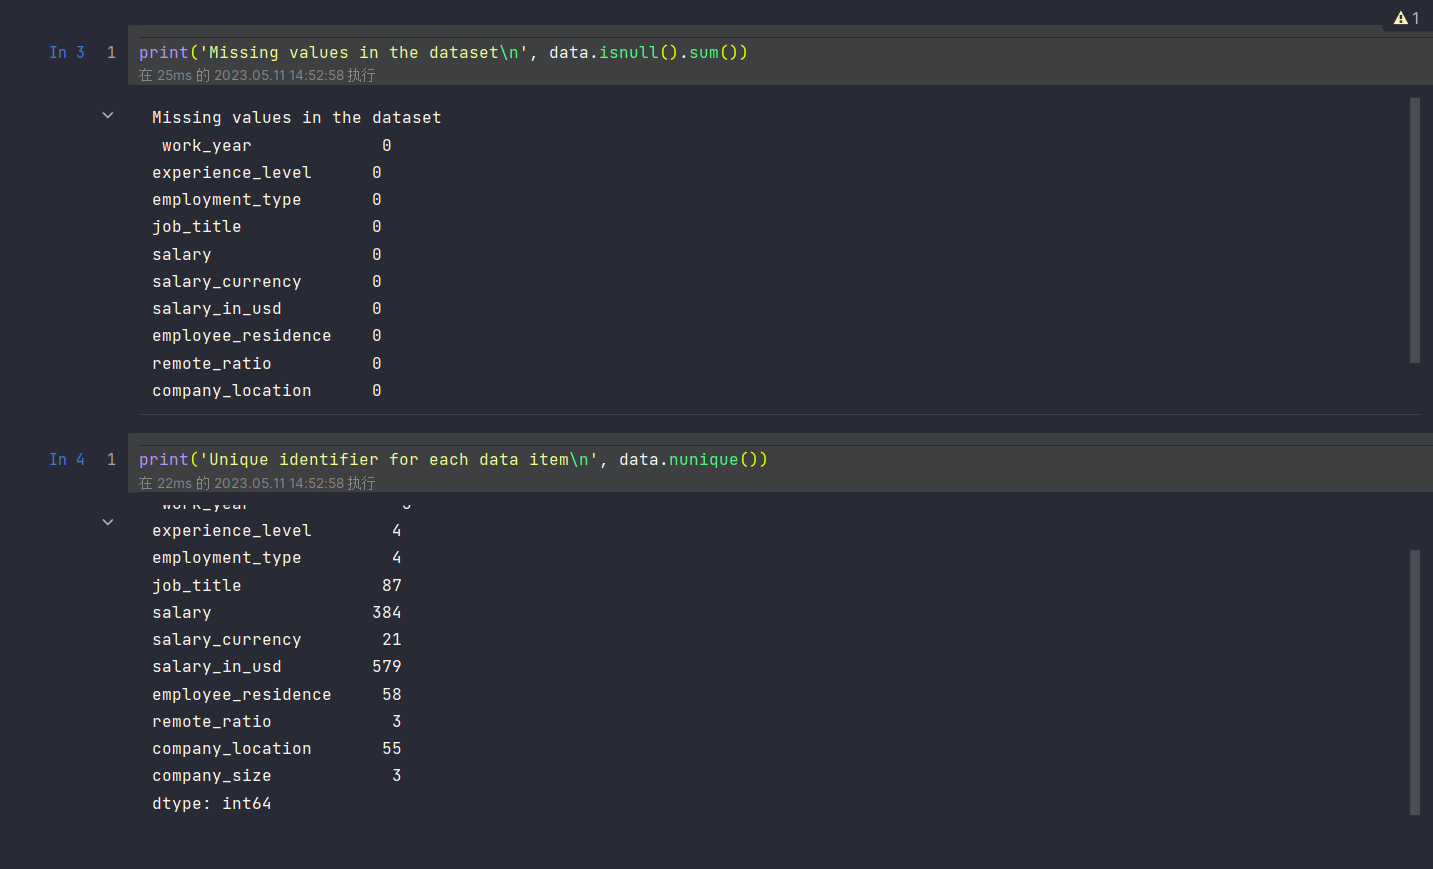 1
In 3 1 print('Missing values in the dataset\n', data.isnull().sum())
在 25ms 的 2023.05.11 14:52:58 执行
Missing values in the dataset
work_year 0
experience_level 0
employment_type 0
job_title 0
salary 0
salary_currency 0
salary_in_usd 0
employee_residence 0
remote_ratio 0
company_location 0
In 4 1 print('Unique identifier for each data item\n', data.nunique())
在 22ms 的 2023.05.11 14:52:58 执行
work_year
experience_level 4
employment_type 4
job_title 87
salary 384
salary_currency 21
salary_in_usd 579
employee_residence 58
remote_ratio 3
company_location 55
company_size 3
dtype: int64